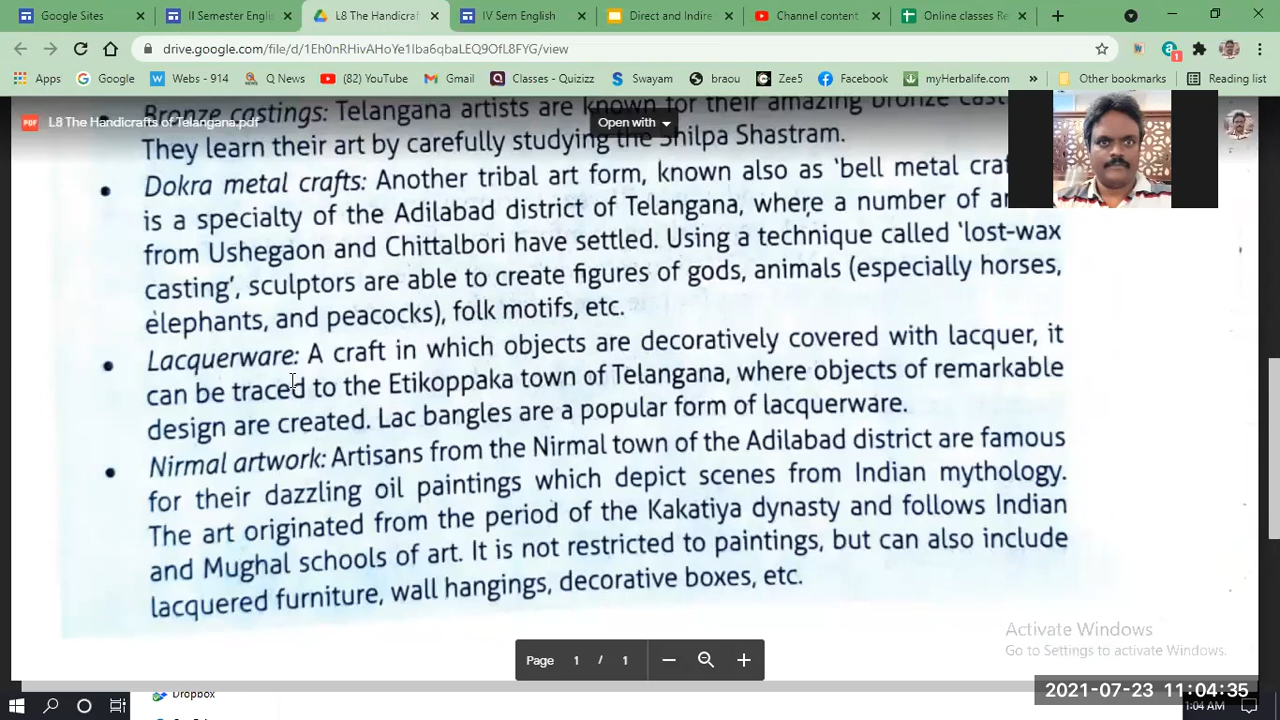 Google Sites
II Semester Engl
L8 The Handicraf
IV Sem English
Direct and Indire
Channel content
Online classes Re
drive.google.com/file/d/1Eh0nRHivAHoYe1Iba6qbaLEQ9OfL8FYG/view
Apps Google Webs - 914 Q News (82) YouTube Gmail Classes - Quizizz Swayam braou Zee5 Facebook myHerbalife.com » Other bookmarks Reading list
L8 The Handicrafts of Telangana.pdf
Open with
Bronze castings: Telangana artists are known for their amazing bronze cast
They learn their art by carefully studying the Shilpa Shastram.
• Dokra metal crafts: Another tribal art form, known also as ‘bell metal craf
is a specialty of the Adilabad district of Telangana, where a number of ar
from Ushegaon and Chittalbori have settled. Using a technique called ‘lost-wax
casting’, sculptors are able to create figures of gods, animals (especially horses,
elephants, and peacocks), folk motifs, etc.
• Lacquerware: A craft in which objects are decoratively covered with lacquer, it
can be traced to the Etikoppaka town of Telangana, where objects of remarkable
design are created. Lac bangles are a popular form of lacquerware.
• Nirmal artwork: Artisans from the Nirmal town of the Adilabad district are famous
for their dazzling oil paintings which depict scenes from Indian mythology.
The art originated from the period of the Kakatiya dynasty and follows Indian
and Mughal schools of art. It is not restricted to paintings, but can also include
lacquered furniture, wall hangings, decorative boxes, etc.
Activate Windows
Go to Settings to activate Windows.
Page 1 / 1
2021-07-23 11:04:35
Dropbox
1:04 AM